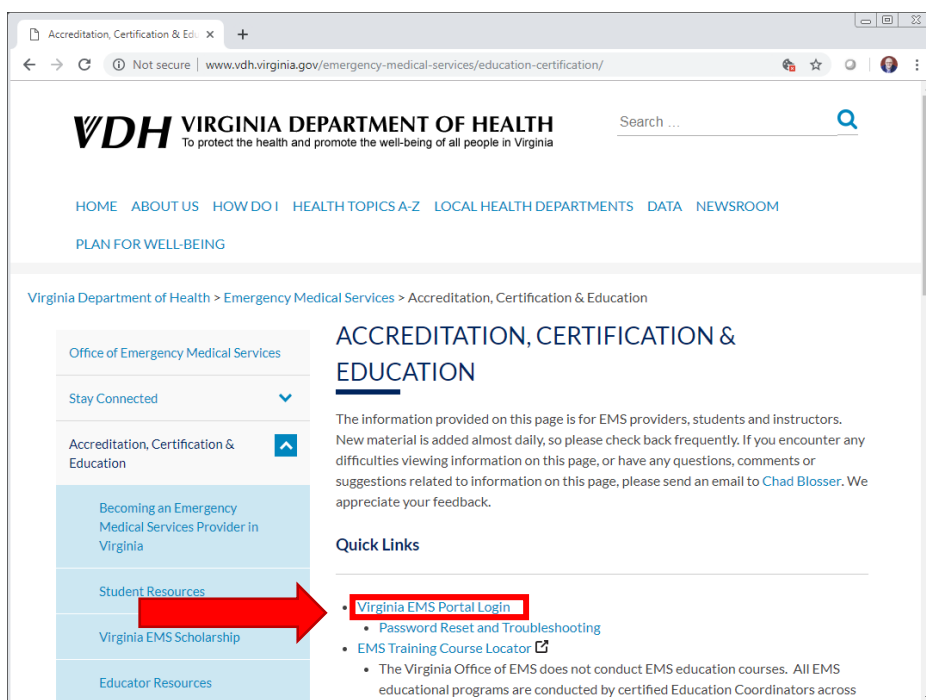 Accreditation, Certification & Edu
Not secure | www.vdh.virginia.gov/emergency-medical-services/education-certification/
VDH VIRGINIA DEPARTMENT OF HEALTH
To protect the health and promote the well-being of all people in Virginia
Search ...
HOME ABOUT US HOW DO I HEALTH TOPICS A-Z LOCAL HEALTH DEPARTMENTS DATA NEWSROOM
PLAN FOR WELL-BEING
Virginia Department of Health > Emergency Medical Services > Accreditation, Certification & Education
Office of Emergency Medical Services
Stay Connected
Accreditation, Certification &
Education
Becoming an Emergency
Medical Services Provider in
Virginia
Student Resources
Virginia EMS Scholarship
Educator Resources
ACCREDITATION, CERTIFICATION &
EDUCATION
The information provided on this page is for EMS providers, students and instructors.
New material is added almost daily, so please check back frequently. If you encounter any
difficulties viewing information on this page, or have any questions, comments or
suggestions related to information on this page, please send an email to Chad Blosser. We
appreciate your feedback.
Quick Links
Virginia EMS Portal Login
Password Reset and Troubleshooting
EMS Training Course Locator
The Virginia Office of EMS does not conduct EMS education courses. All EMS
educational programs are conducted by certified Education Coordinators across